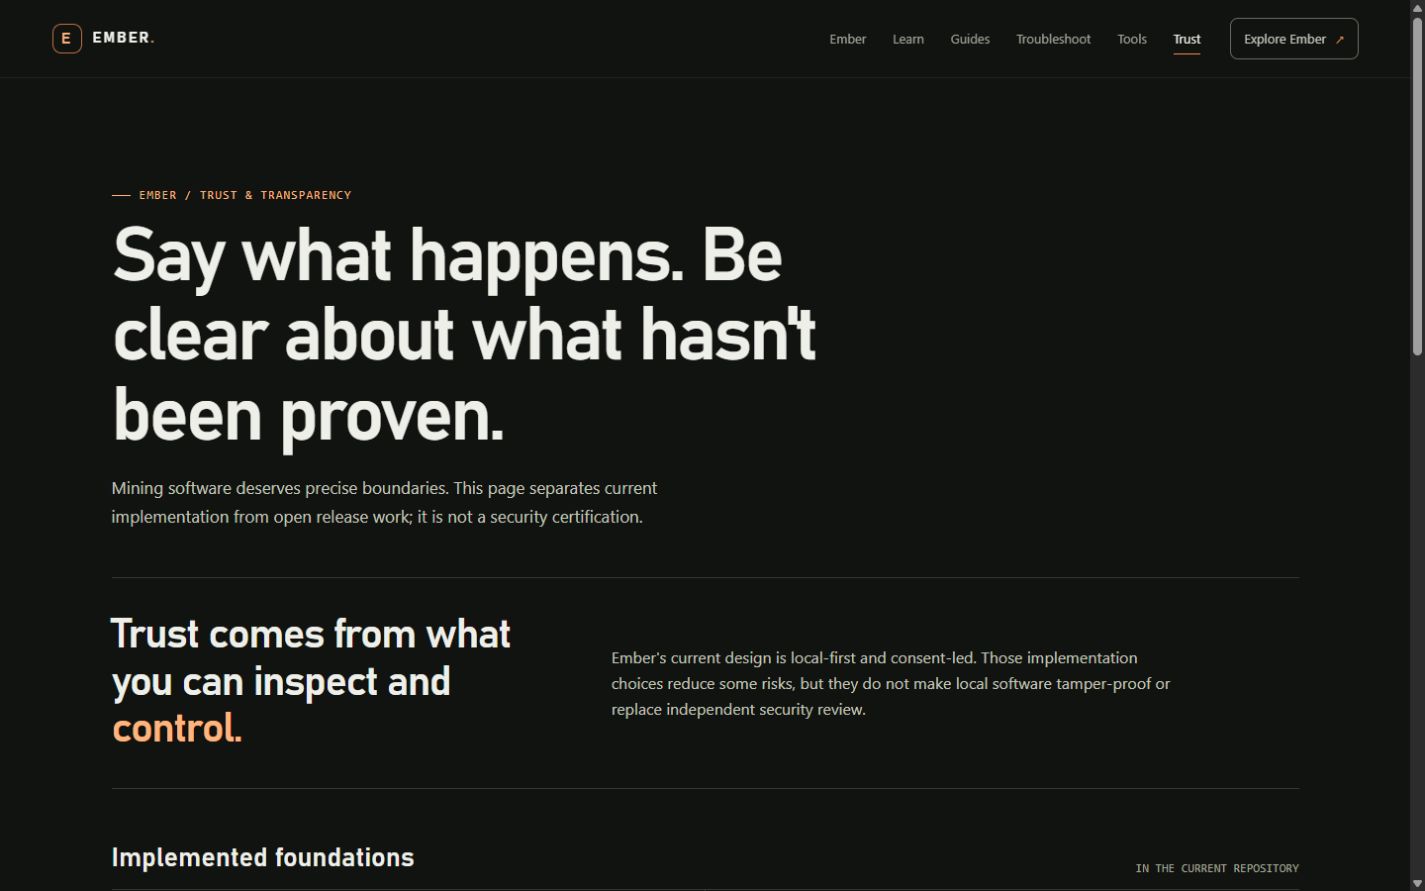 E EMBER.
Ember Learn Guides Troubleshoot Tools Trust Explore Ember ↗
EMBER / TRUST & TRANSPARENCY
Say what happens. Be
clear about what hasn't
been proven.
Mining software deserves precise boundaries. This page separates current
implementation from open release work; it is not a security certification.
Trust comes from what
you can inspect and
control.
Ember's current design is local-first and consent-led. Those implementation
choices reduce some risks, but they do not make local software tamper-proof or
replace independent security review.
Implemented foundations
IN THE CURRENT REPOSITORY